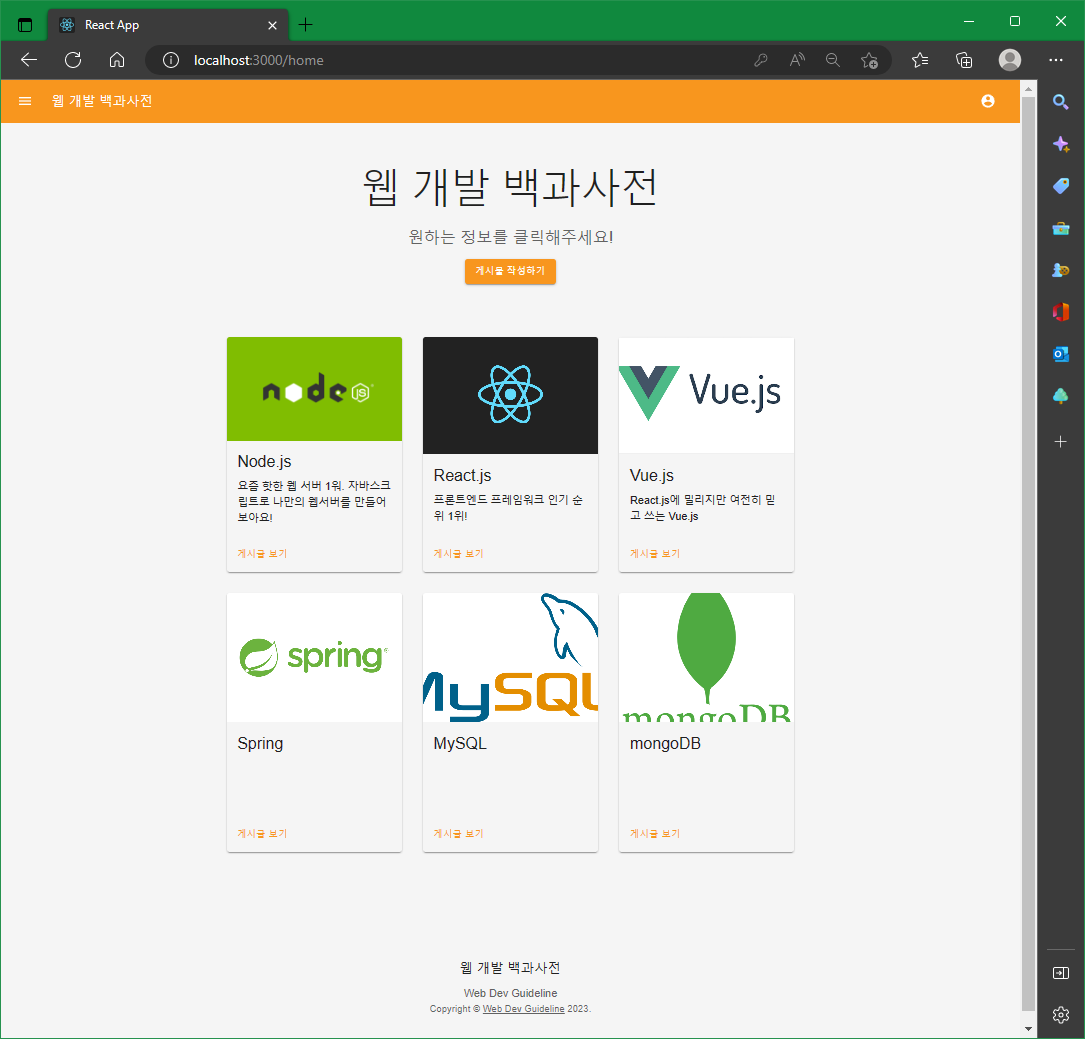 React App
localhost:3000/home
웹 개발 백과사전
웹 개발 백과사전
원하는 정보를 클릭해주세요!
게시물 작성하기
node JS
Vue.js
Node.js
React.js
Vue.js
요즘 핫한 웹 서버 1워. 자바스크
립트로 나만의 웹서버를 만들어
보아요!
프론트엔드 프레임워크 인기 순
위 1위!
React.js에 밀리지만 여전히 믿
고 쓰는 Vue.js
게시글 보기
게시글 보기
게시글 보기
spring
MySQL
mongoDB
Spring
MySQL
mongoDB
게시글 보기
게시글 보기
게시글 보기
웹 개발 백과사전
Web Dev Guideline
Copyright © Web Dev Guideline 2023.